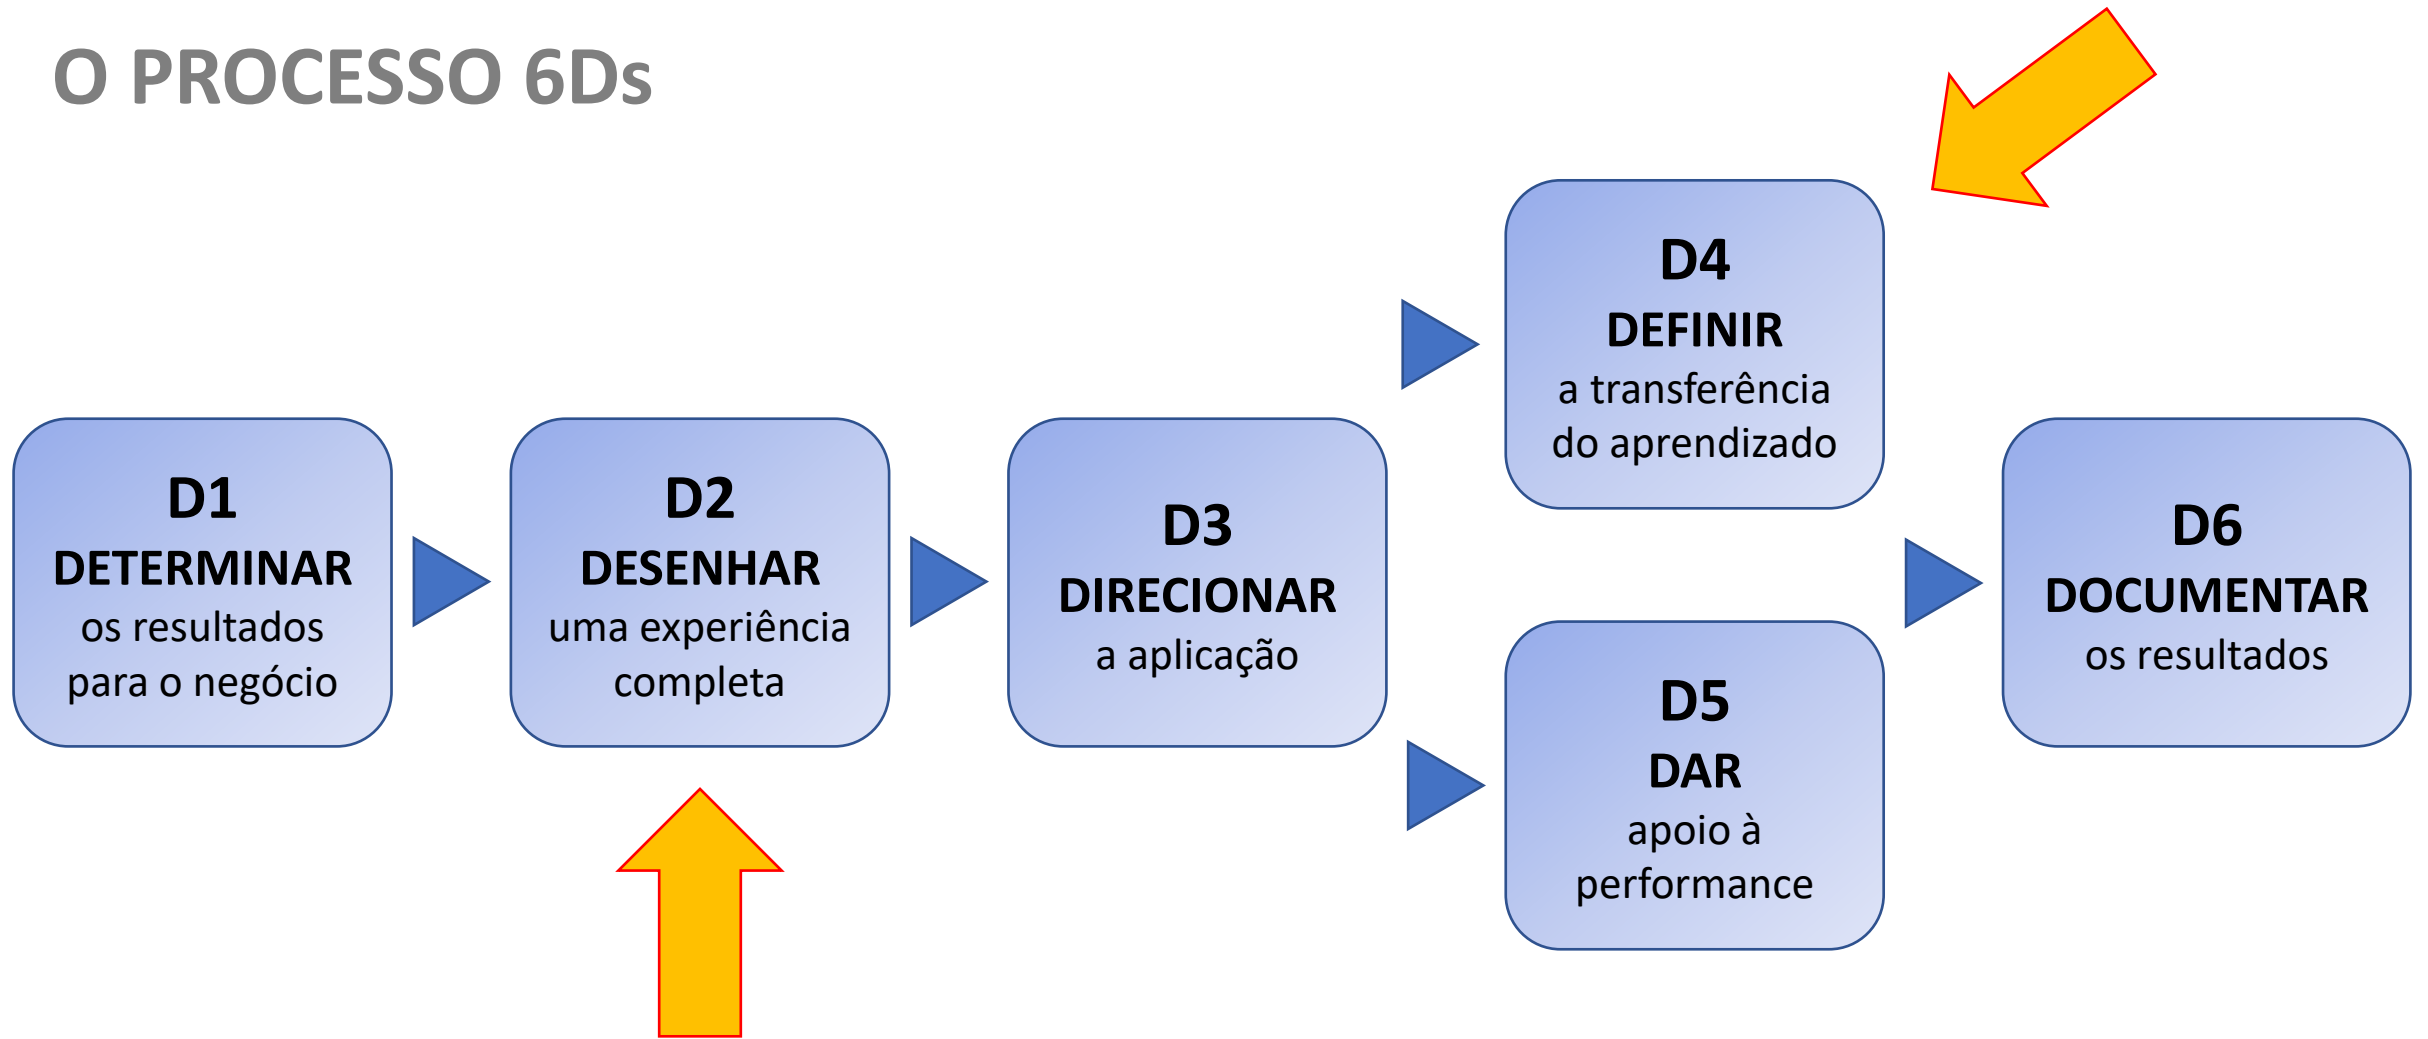 O PROCESSO 6Ds
D1
DETERMINAR
os resultados
para o negócio
D2
DESENHAR
uma experiência
completa
D3
DIRECIONAR
a aplicação
D4
DEFINIR
a transferência
do aprendizado
D5
DAR
apoio à
performance
D6
DOCUMENTAR
os resultados